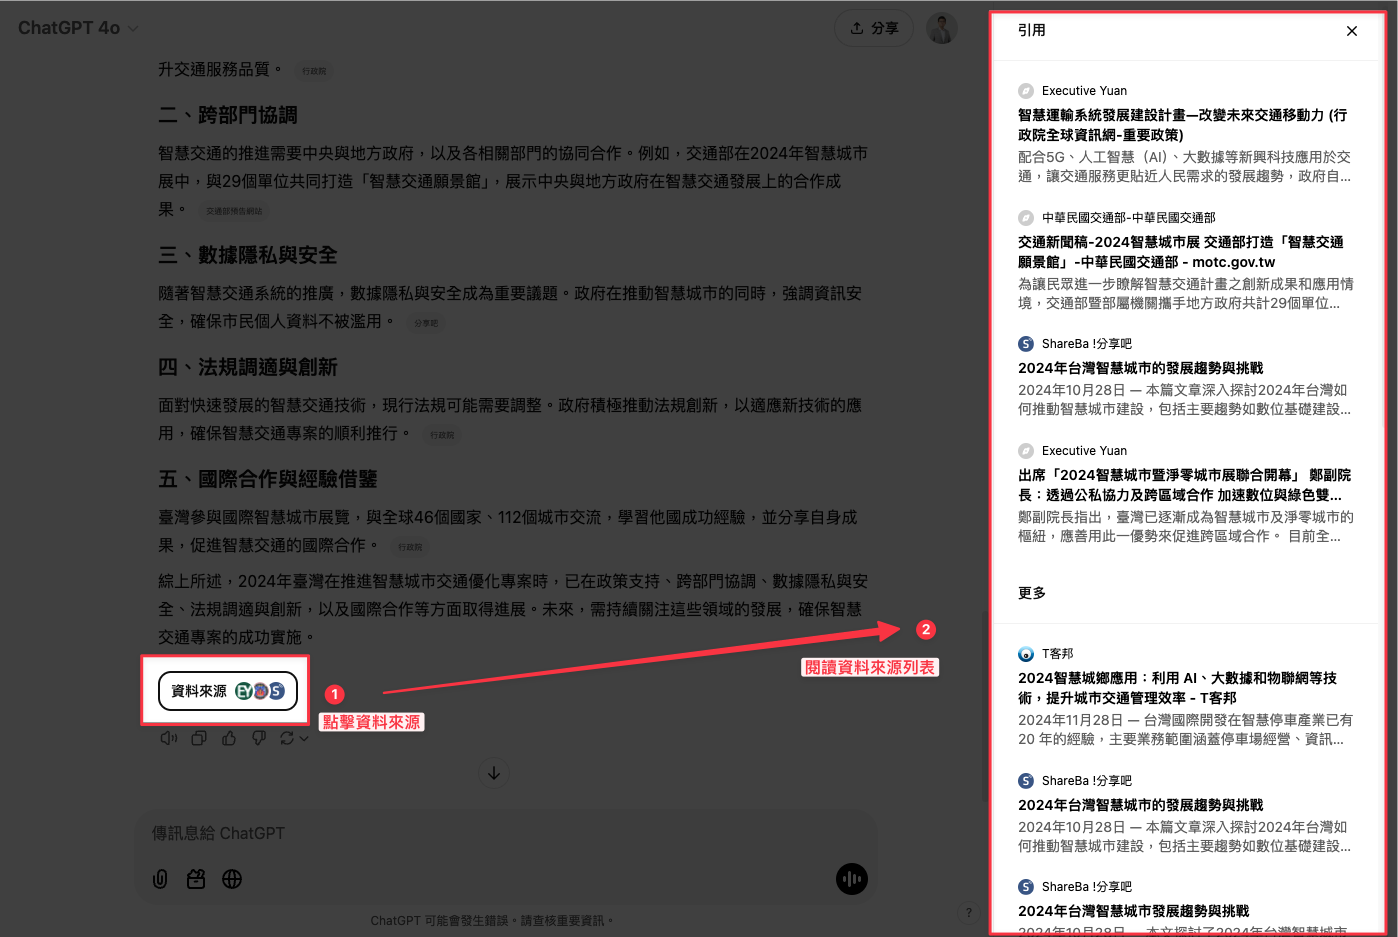 ChatGPT 4o
分享
升交通服務品質。 行政院
二、跨部門協調
智慧交通的推進需要中央與地方政府，以及各相關部門的協同合作。例如，交通部在2024年智慧城市
展中，與29個單位共同打造「智慧交通願景館」，展示中央與地方政府在智慧交通發展上的合作成
果。 交通部預告網站
三、數據隱私與安全
隨著智慧交通系統的推廣，數據隱私與安全成為重要議題。政府在推動智慧城市的同時，強調資訊安
全，確保市民個人資料不被濫用。 分享吧
四、法規調適與創新
面對快速發展的智慧交通技術，現行法規可能需要調整。政府積極推動法規創新，以適應新技術的應
用，確保智慧交通專案的順利推行。 行政院
五、國際合作與經驗借鑒
臺灣參與國際智慧城市展覽，與全球46個國家、112個城市交流，學習他國成功經驗，並分享自身成
果，促進智慧交通的國際合作。 行政院
綜上所述，2024年臺灣在推進智慧城市交通優化專案時，已在政策支持、跨部門協調、數據隱私與安
全、法規調適與創新，以及國際合作等方面取得進展。未來，需持續關注這些領域的發展，確保智慧
交通專案的成功實施。
資料來源 EY S
1
點擊資料來源
2
閱讀資料來源列表
傳訊息給 ChatGPT
ChatGPT 可能會發生錯誤。請查核重要資訊。
?
引用
Executive Yuan
智慧運輸系統發展建設計畫—改變未來交通移動力 (行
政院全球資訊網-重要政策)
配合5G、人工智慧（AI）、大數據等新興科技應用於交
通，讓交通服務更貼近人民需求的發展趨勢，政府自...
中華民國交通部-中華民國交通部
交通新聞稿-2024智慧城市展 交通部打造「智慧交通
願景館」-中華民國交通部 - motc.gov.tw
為讓民眾進一步瞭解智慧交通計畫之創新成果和應用情
境，交通部暨部屬機關攜手地方政府共計29個單位...
S ShareBa !分享吧
2024年台灣智慧城市的發展趨勢與挑戰
2024年10月28日 — 本篇文章深入探討2024年台灣如
何推動智慧城市建設，包括主要趨勢如數位基礎建設...
Executive Yuan
出席「2024智慧城市暨淨零城市展聯合開幕」 鄭副院
長：透過公私協力及跨區域合作 加速數位與綠色雙...
鄭副院長指出，臺灣已逐漸成為智慧城市及淨零城市的
樞紐，應善用此一優勢來促進跨區域合作。 目前全...
更多
T客邦
2024智慧城鄉應用：利用 AI、大數據和物聯網等技
術，提升城市交通管理效率 - T客邦
2024年11月28日 — 台灣國際開發在智慧停車產業已有
20 年的經驗，主要業務範圍涵蓋停車場經營、資訊...
S ShareBa !分享吧
2024年台灣智慧城市的發展趨勢與挑戰
2024年10月28日 — 本篇文章深入探討2024年台灣如
何推動智慧城市建設，包括主要趨勢如數位基礎建設...
S ShareBa !分享吧
2024年台灣智慧城市發展趨勢與挑戰
2024年10月28日 — 本文探討了2024年台灣智慧城市